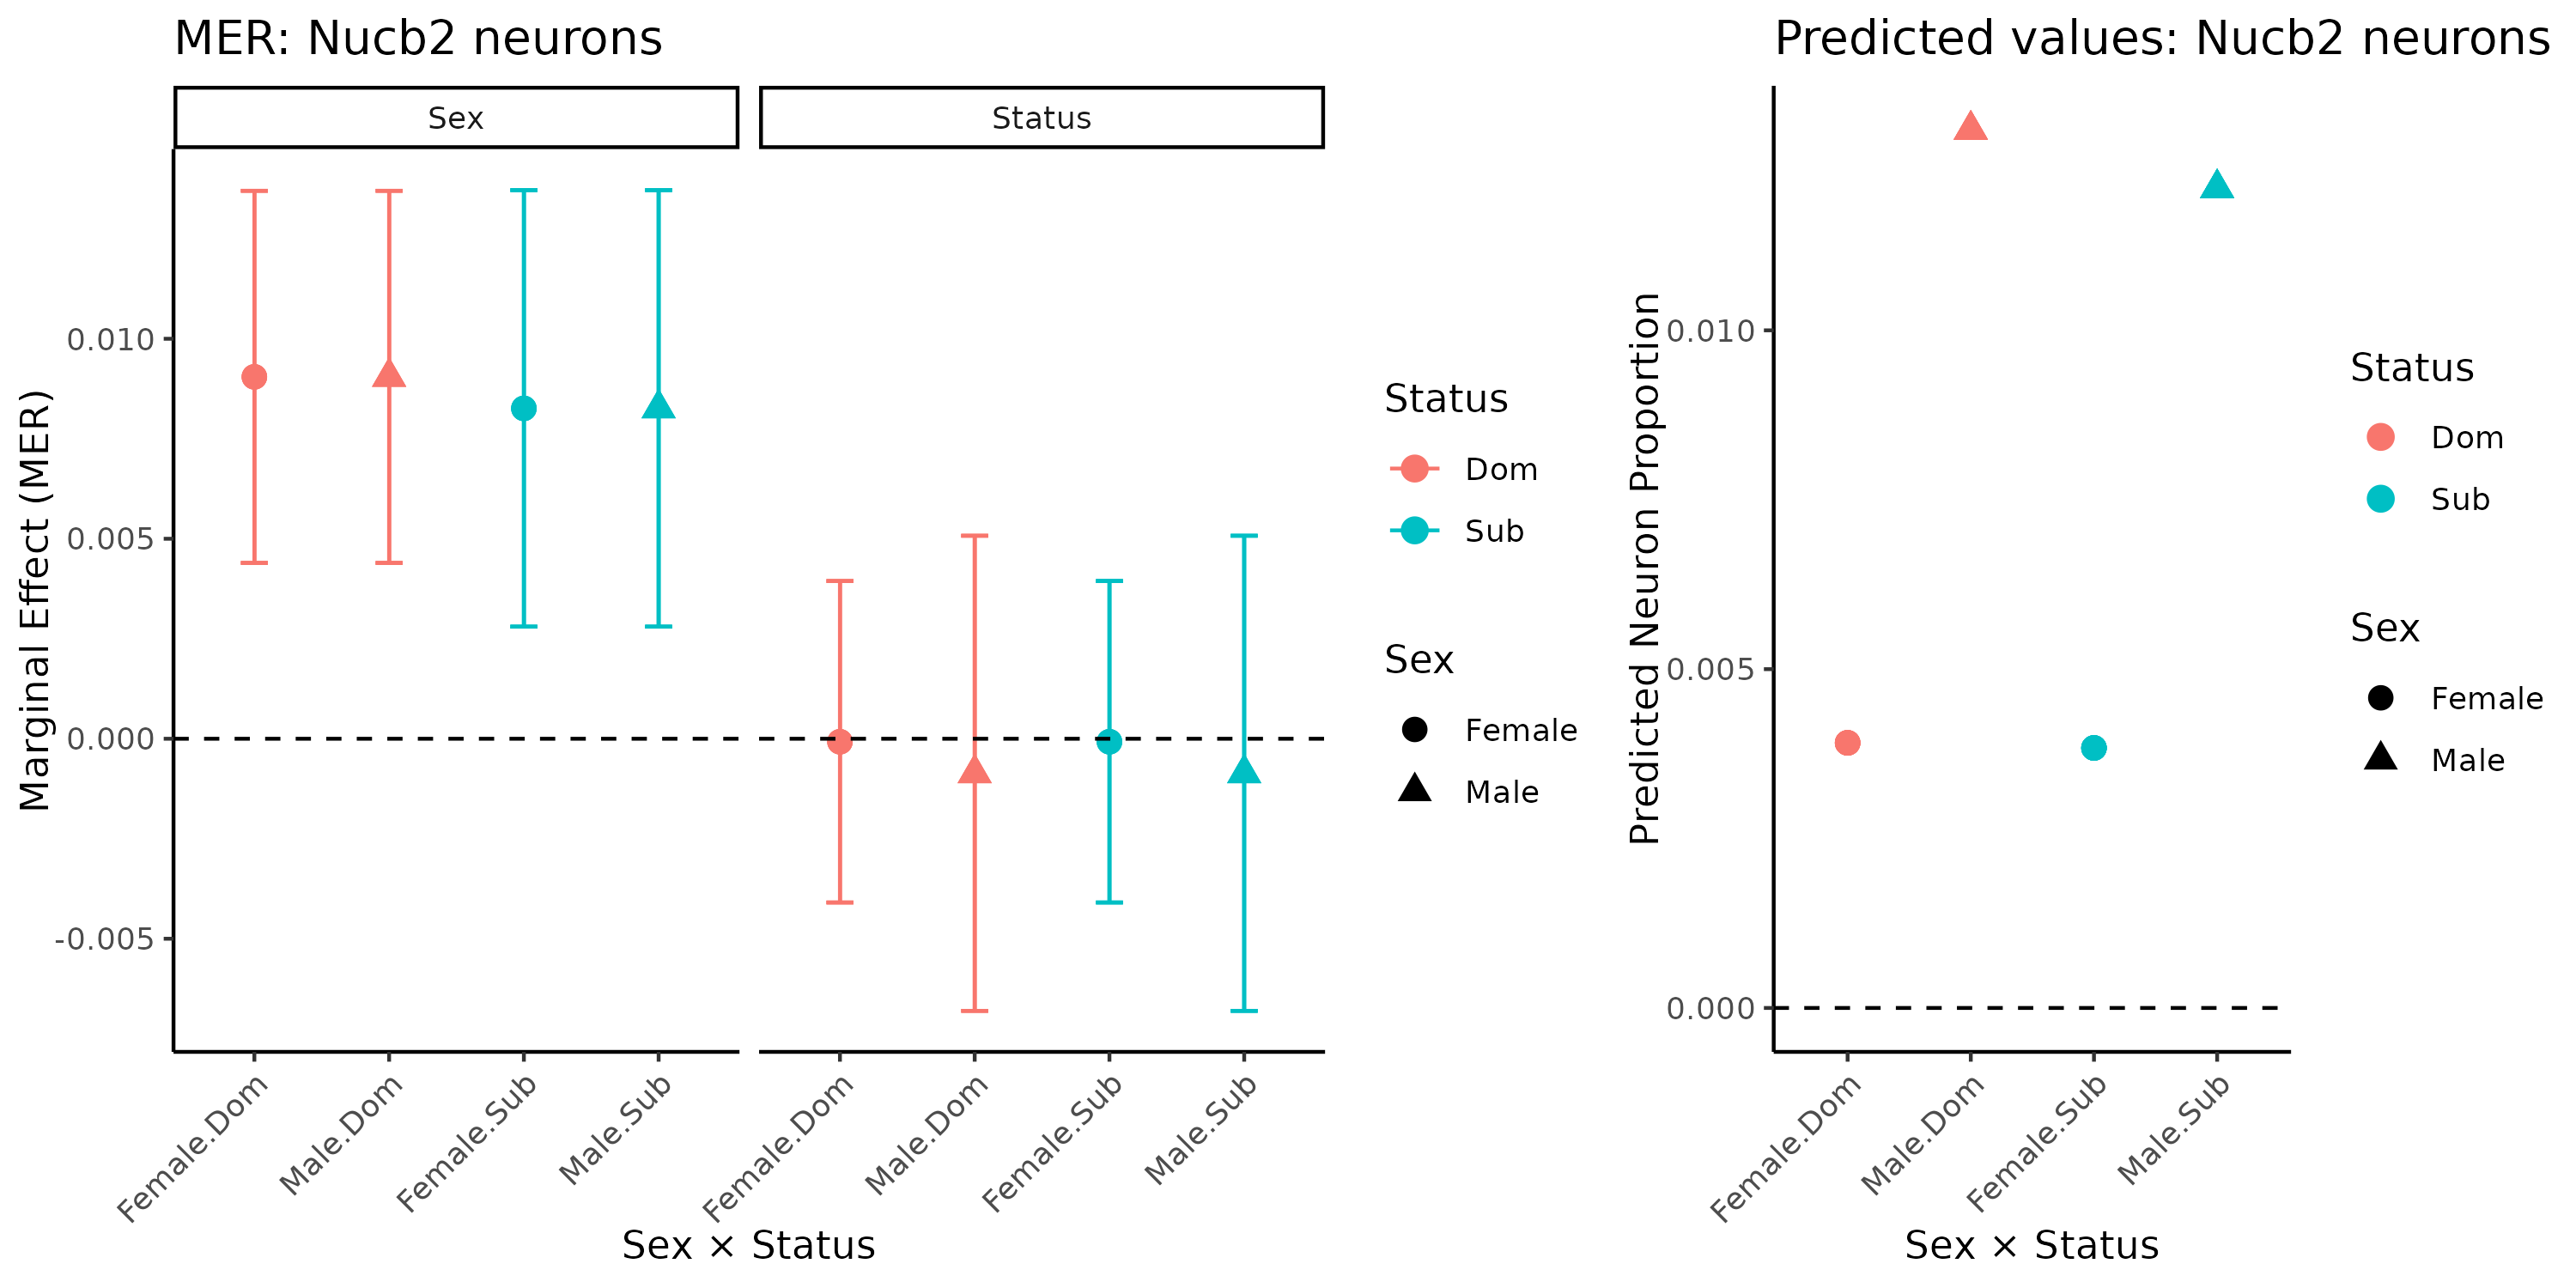 MER: Nucb2 neurons
Sex
Status
Marginal Effect (MER)
0.010
0.005
0.000
-0.005
Female.Dom
Male.Dom
Female.Sub
Male.Sub
Female.Dom
Male.Dom
Female.Sub
Male.Sub
Sex × Status
Status
Dom
Sub
Sex
Female
Male
Predicted values: Nucb2 neurons
Predicted Neuron Proportion
0.010
0.005
0.000
Female.Dom
Male.Dom
Female.Sub
Male.Sub
Sex × Status
Status
Dom
Sub
Sex
Female
Male